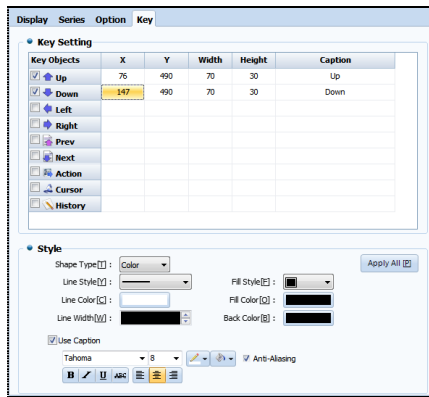 Display Series Option Key
Key Setting
Key Objects X Y Width Height Caption
Up 76 490 70 30 Up
Down 147 490 70 30 Down
Left
Right
Prev
Next
Action
Cursor
History
Style
Shape Type[T] : Color Apply All [P]
Line Style[Y] : Fill Style[F] :
Line Color[C] : Fill Color[O] :
Line Width[W] : Back Color[B] :
Use Caption
Tahoma 8 Anti-Aliasing
B I U ABC